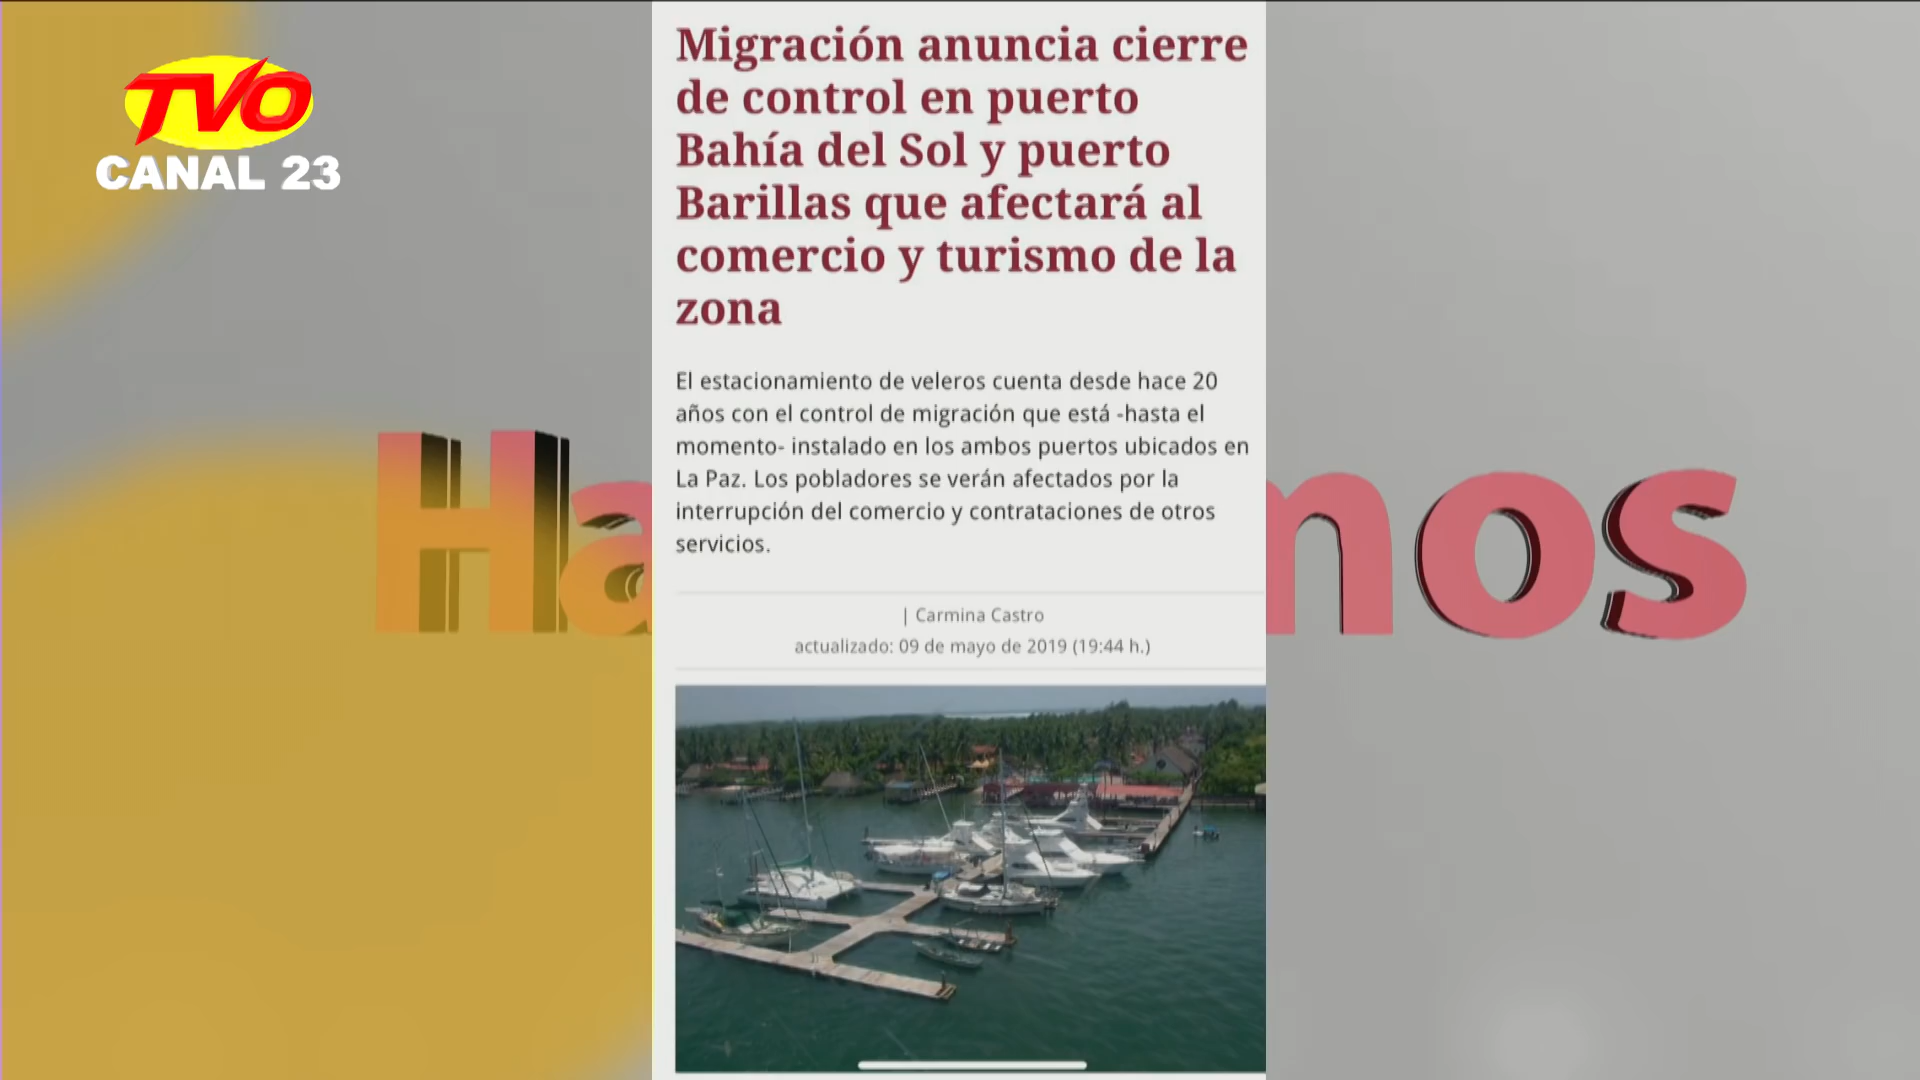 TVO
CANAL 23
Migración anuncia cierre
de control en puerto
Bahía del Sol y puerto
Barillas que afectará al
comercio y turismo de la
zona
El estacionamiento de veleros cuenta desde hace 20
años con el control de migración que está -hasta el
momento- instalado en los ambos puertos ubicados en
La Paz. Los pobladores se verán afectados por la
interrupción del comercio y contrataciones de otros
servicios.
| Carmina Castro
actualizado: 09 de mayo de 2019 (19:44 h.)